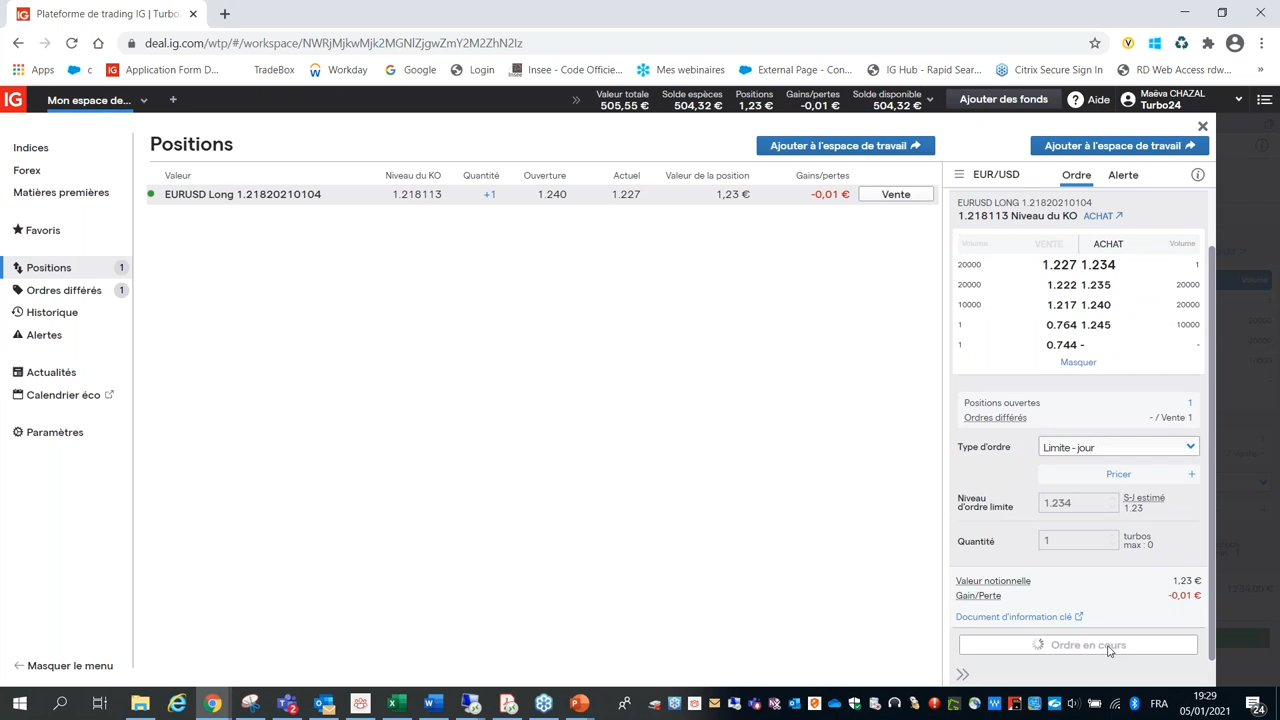 Plateforme de trading IG | Turbo
deal.ig.com/wtp/#/workspace/NWRjMjkwMjk2MGNlZjgwZmY2M2ZhN2Iz
Apps c Application Form D... TradeBox Workday Google Login Insee - Code Officie... Mes webinaires External Page - Con... IG Hub - Rapid Sear... Citrix Secure Sign In RD Web Access rdw... »
IG Mon espace de... + » Valeur totale Solde espèces Positions Gains/pertes Solde disponible Ajouter des fonds Aide Maëva CHAZAL
505,55 € 504,32 € 1,23 € -0,01 € 504,32 € Turbo24
Indices
Forex
Matières premières
Favoris
Positions 1
Ordres différés 1
Historique
Alertes
Actualités
Calendrier éco
Paramètres
Masquer le menu
Positions
Ajouter à l'espace de travail
Valeur Niveau du KO Quantité Ouverture Actuel Valeur de la position Gains/pertes
EURUSD Long 1.21820210104 1.218113 +1 1.240 1.227 1,23 € -0,01 € Vente
Ajouter à l'espace de travail
EUR/USD Ordre Alerte
EURUSD LONG 1.21820210104
1.218113 Niveau du KO ACHAT
Volume VENTE ACHAT Volume
20000 1.227 1.234 1
20000 1.222 1.235 20000
10000 1.217 1.240 20000
1 0.764 1.245 10000
1 0.744 - -
Masquer
Positions ouvertes 1
Ordres différés - / Vente 1
Type d'ordre Limite - jour
Pricer +
Niveau d'ordre limite 1.234 S-J estimé 1.23
Quantité 1 turbos max : 0
Valeur notionnelle 1,23 €
Gain/Perte -0,01 €
Document d'information clé
Ordre en cours
FRA
19:29
05/01/2021
24